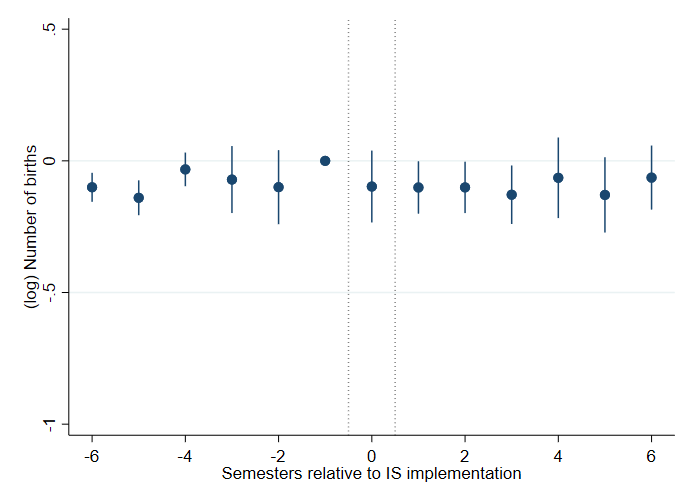 (log) Number of births
.5
0
-.5
-1
-6 -4 -2 0 2 4 6
Semesters relative to IS implementation